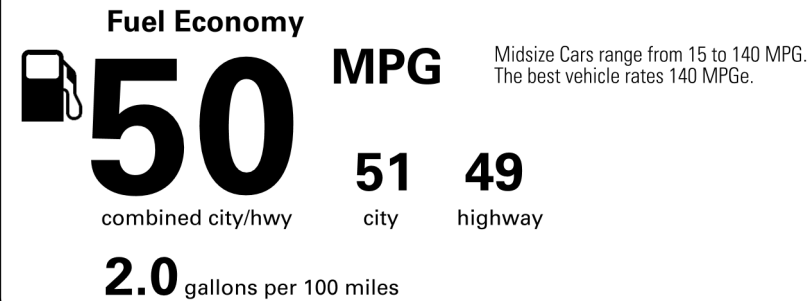 Fuel Economy
50 MPG
Midsize Cars range from 15 to 140 MPG.
The best vehicle rates 140 MPGe.
51 49
combined city/hwy city highway
2.0 gallons per 100 miles